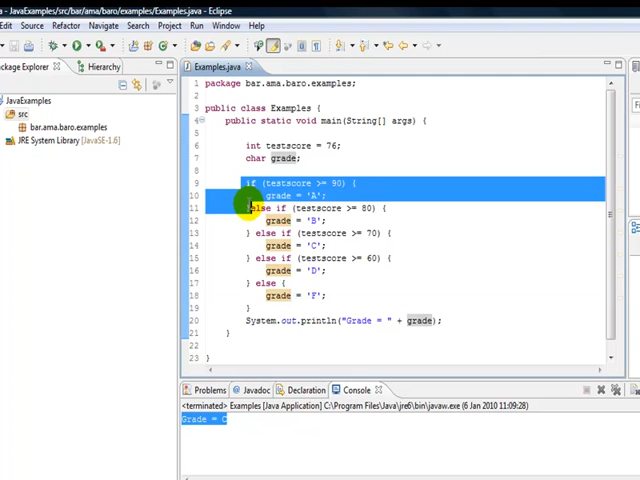 a - JavaExamples/src/bar/ama/baro/examples/Examples.java - Eclipse
Edit Source Refactor Navigate Search Project Run Window Help
Package Explorer Hierarchy
Examples.java
JavaExamples
src
bar.ama.baro.examples
JRE System Library [JavaSE-1.6]
1 package bar.ama.baro.examples;
2
3 public class Examples {
4 public static void main(String[] args) {
5
6 int testscore = 76;
7 char grade;
8
9 if (testscore >= 90) {
10 grade = 'A';
11 else if (testscore >= 80) {
12 grade = 'B';
13 } else if (testscore >= 70) {
14 grade = 'C';
15 } else if (testscore >= 60) {
16 grade = 'D';
17 } else {
18 grade = 'F';
19 }
20 System.out.println("Grade = " + grade);
21 }
22
23 }
Problems Javadoc Declaration Console
<terminated> Examples [Java Application] C:\Program Files\Java\jre6\bin\javaw.exe (6 Jan 2010 11:09:28)
Grade = C